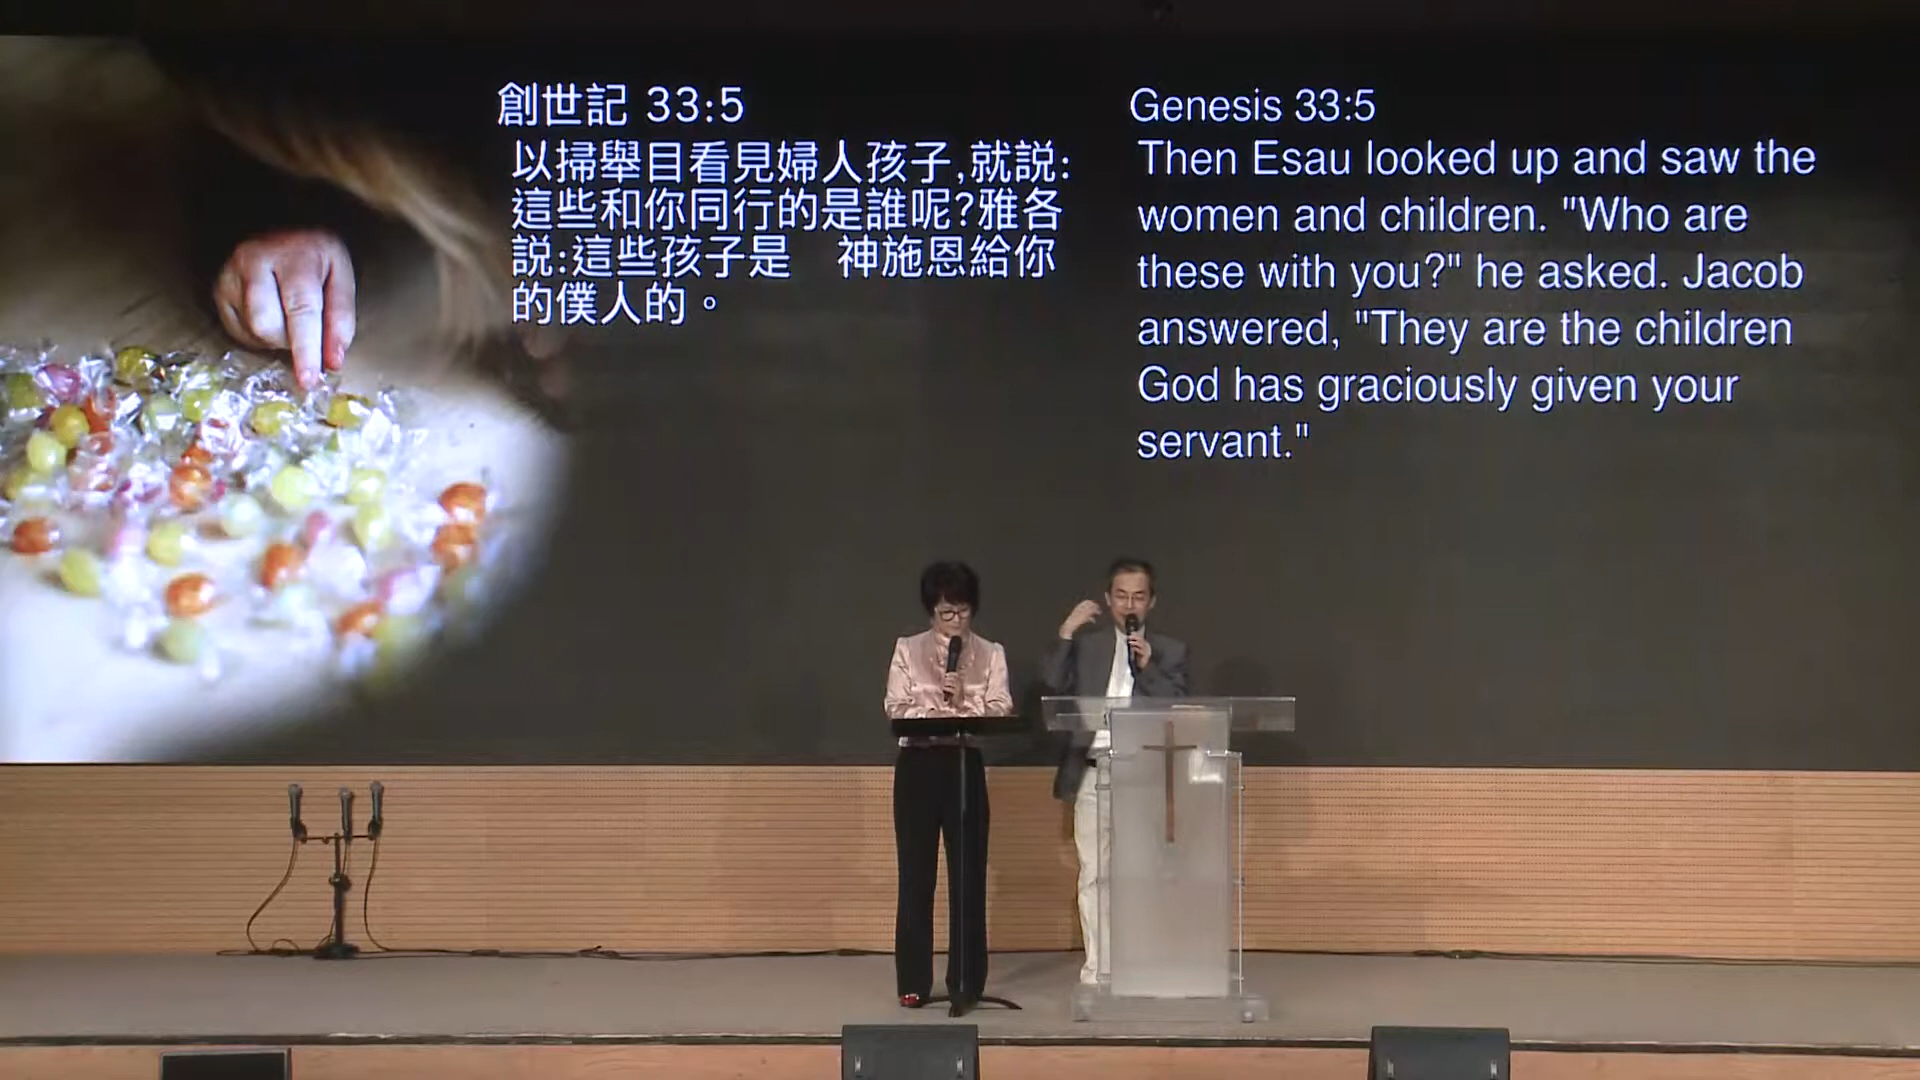 創世記 33:5
以掃舉目看見婦人孩子,就説:
這些和你同行的是誰呢?雅各
説:這些孩子是　神施恩給你
的僕人的。
Genesis 33:5
Then Esau looked up and saw the
women and children. "Who are
these with you?" he asked. Jacob
answered, "They are the children
God has graciously given your
servant."